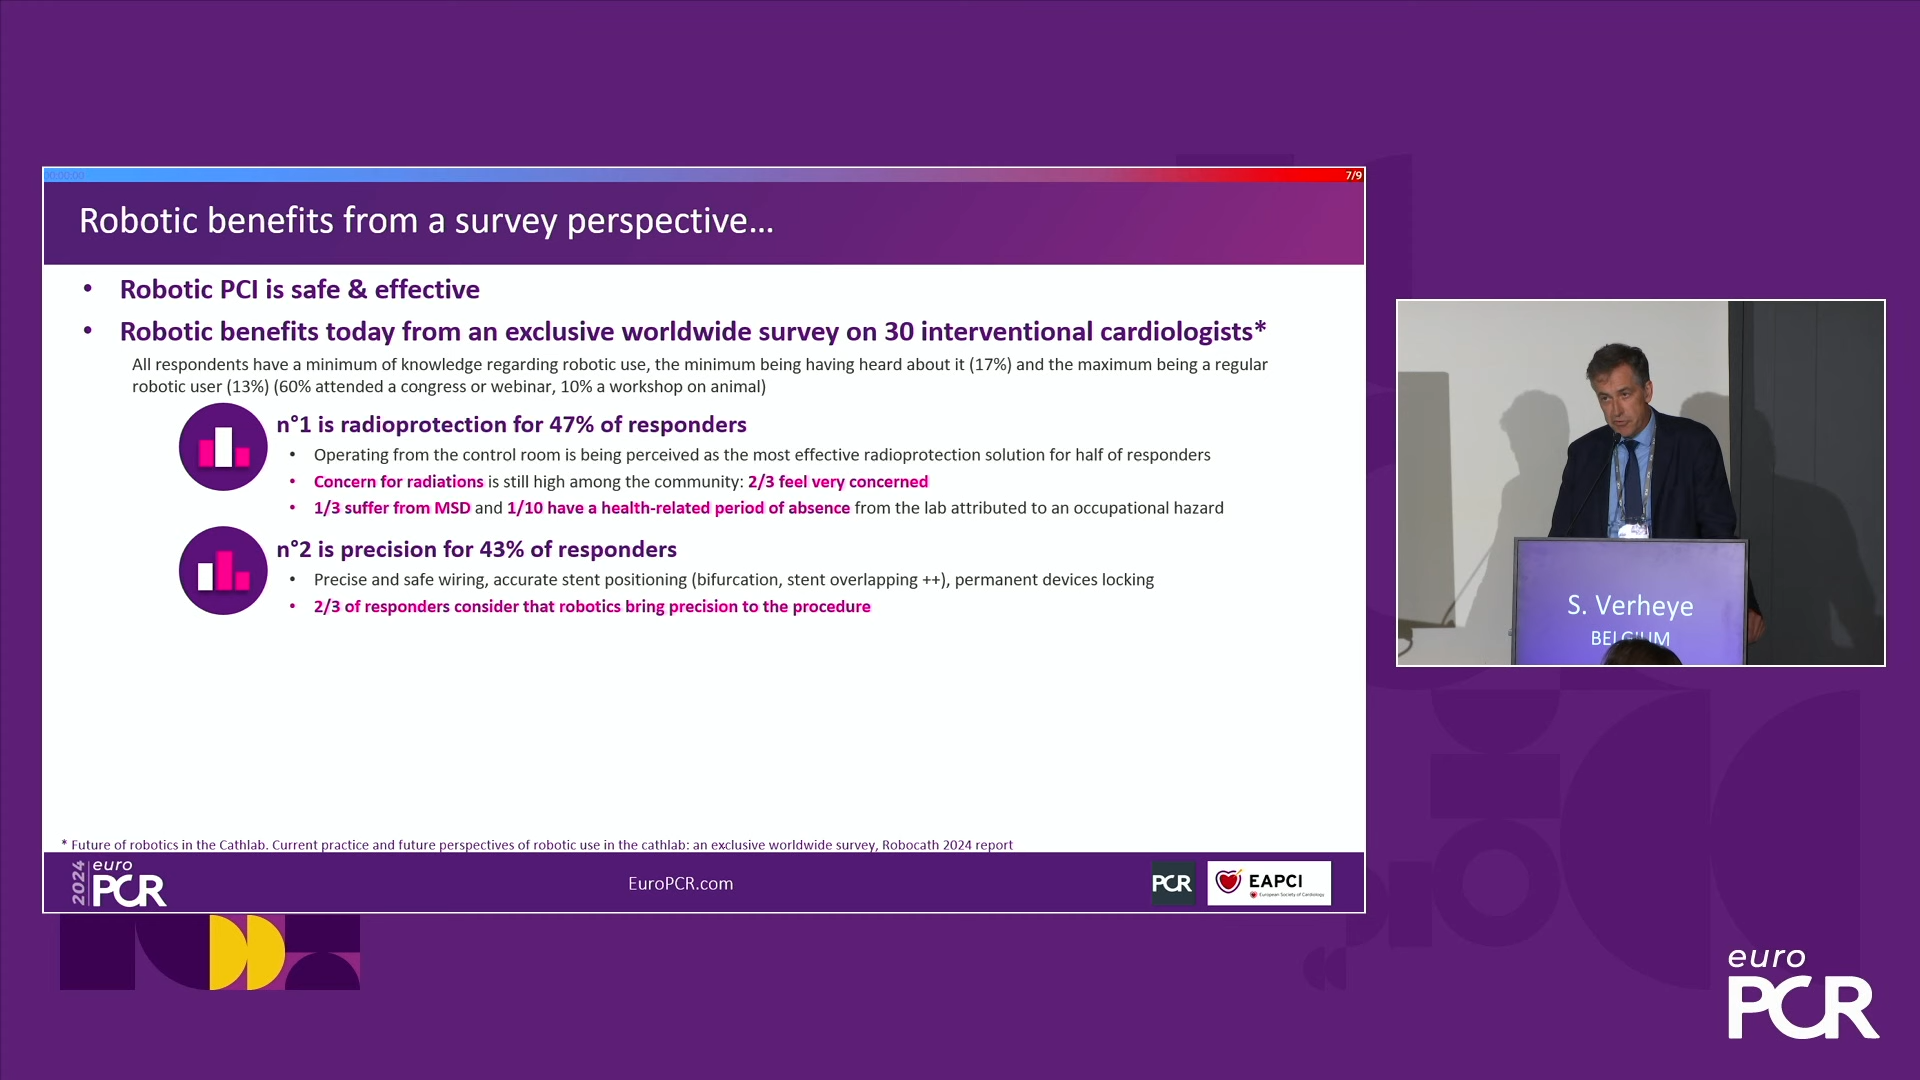 00:00:00
7/9
Robotic benefits from a survey perspective...
• Robotic PCI is safe & effective
• Robotic benefits today from an exclusive worldwide survey on 30 interventional cardiologists*
All respondents have a minimum of knowledge regarding robotic use, the minimum being having heard about it (17%) and the maximum being a regular
robotic user (13%) (60% attended a congress or webinar, 10% a workshop on animal)
n°1 is radioprotection for 47% of responders
• Operating from the control room is being perceived as the most effective radioprotection solution for half of responders
• Concern for radiations is still high among the community: 2/3 feel very concerned
• 1/3 suffer from MSD and 1/10 have a health-related period of absence from the lab attributed to an occupational hazard
n°2 is precision for 43% of responders
• Precise and safe wiring, accurate stent positioning (bifurcation, stent overlapping ++), permanent devices locking
• 2/3 of responders consider that robotics bring precision to the procedure
* Future of robotics in the Cathlab. Current practice and future perspectives of robotic use in the cathlab: an exclusive worldwide survey, Robocath 2024 report
2024
euro
PCR
EuroPCR.com
PCR
EAPCI
European Society of Cardiology
S. Verheye
BELGIUM
euro
PCR